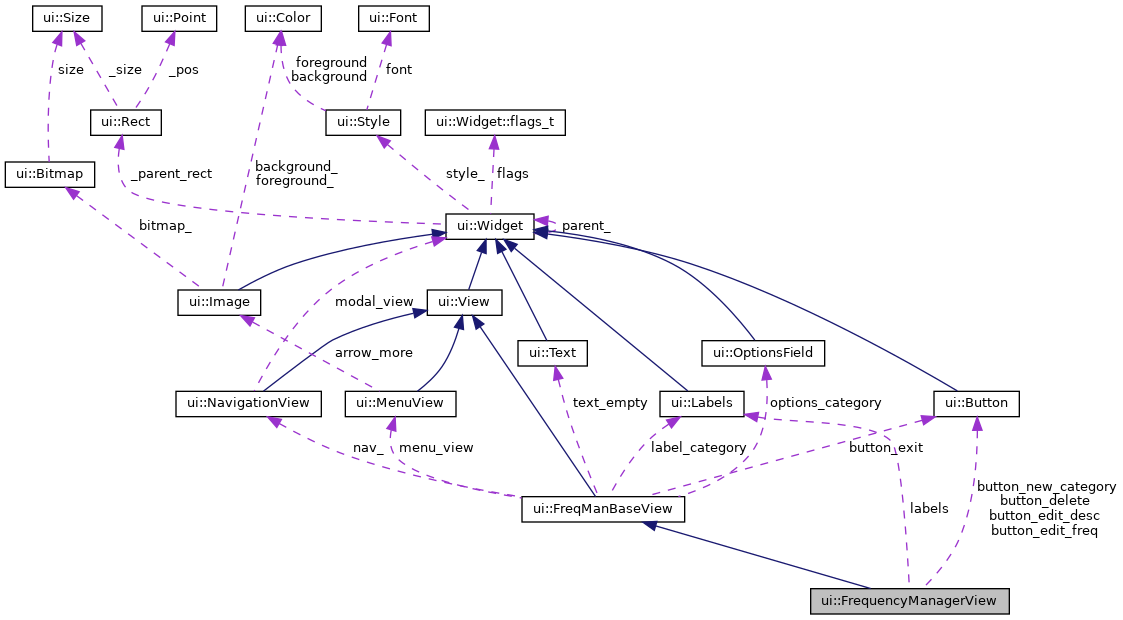 ui::Size
ui::Point
ui::Color
ui::Font
size
_size
_pos
foreground
background
font
ui::Rect
ui::Style
ui::Widget::flags_t
ui::Bitmap
_parent_rect
background_
foreground_
style_
flags
bitmap_
ui::Widget
parent_
ui::Image
modal_view
ui::View
arrow_more
ui::Text
ui::OptionsField
ui::NavigationView
ui::MenuView
text_empty
ui::Labels
options_category
ui::Button
nav_
menu_view
label_category
button_exit
ui::FreqManBaseView
labels
button_new_category
button_delete
button_edit_desc
button_edit_freq
ui::FrequencyManagerView